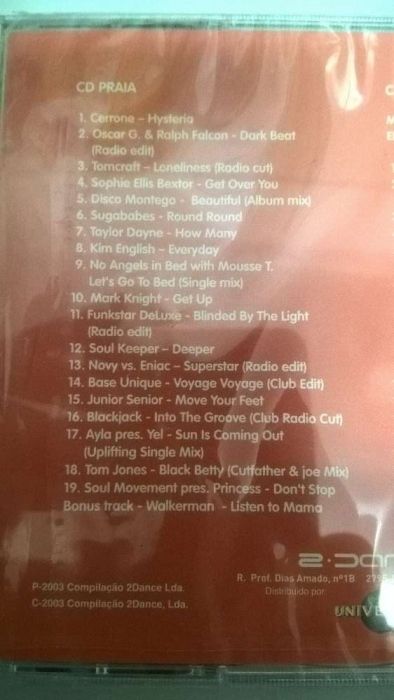 CD PRAIA
1. Cerrone – Hysteria
2. Oscar G. & Ralph Falcon - Dark Beat
(Radio edit)
3. Tomcraft – Loneliness (Radio cut)
4. Sophie Ellis Bextor - Get Over You
5. Disco Montego - Beautiful (Album mix)
6. Sugababes - Round Round
7. Taylor Dayne - How Many
8. Kim English – Everyday
9. No Angels in Bed with Mousse T.
Let's Go To Bed (Single mix)
10. Mark Knight - Get Up
11. Funkstar DeLuxe - Blinded By The Light
(Radio edit)
12. Soul Keeper – Deeper
13. Novy vs. Eniac – Superstar (Radio edit)
14. Base Unique - Voyage Voyage (Club Edit)
15. Junior Senior - Move Your Feet
16. Blackjack - Into The Groove (Club Radio Cut)
17. Ayla pres. Yel - Sun Is Coming Out
(Uplifting Single Mix)
18. Tom Jones - Black Betty (Cutfather & joe Mix)
19. Soul Movement pres. Princess - Don't Stop
Bonus track - Walkerman - Listen to Mama
R. Prof. Dias Amado, nº1B
Distribuido por:
P-2003 Compilação 2Dance Lda.
C-2003 Compilação 2Dance, Lda.
UNIVE